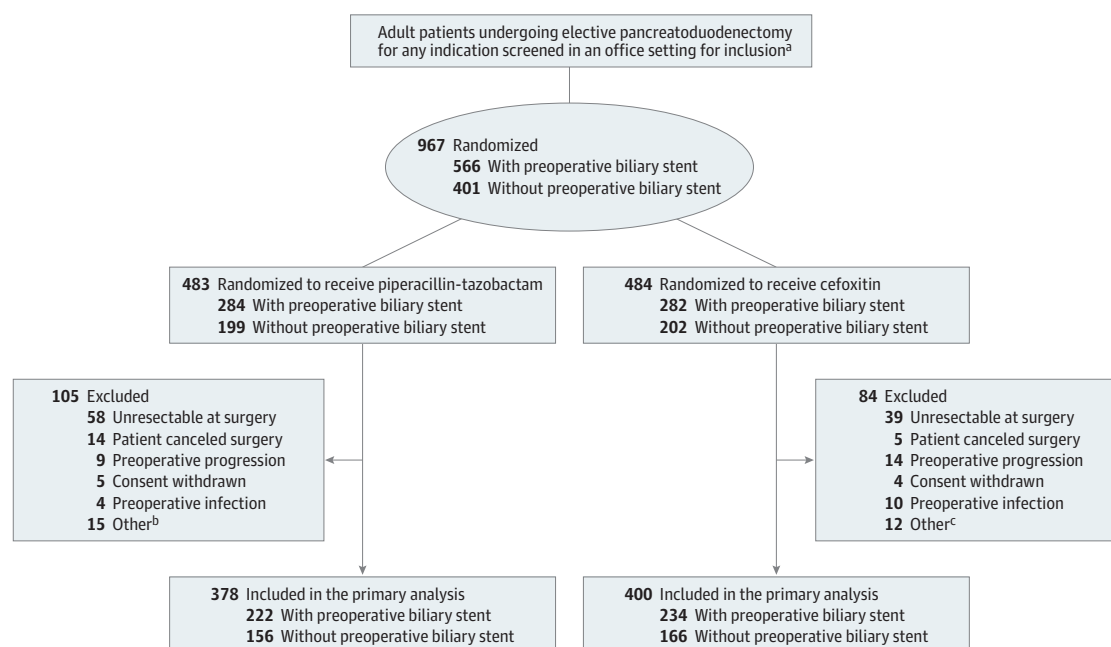 Adult patients undergoing elective pancreatoduodenectomy
for any indication screened in an office setting for inclusionᵃ
967 Randomized
566 With preoperative biliary stent
401 Without preoperative biliary stent
483 Randomized to receive piperacillin-tazobactam
284 With preoperative biliary stent
199 Without preoperative biliary stent
484 Randomized to receive cefoxitin
282 With preoperative biliary stent
202 Without preoperative biliary stent
105 Excluded
58 Unresectable at surgery
14 Patient canceled surgery
9 Preoperative progression
5 Consent withdrawn
4 Preoperative infection
15 Otherᵇ
84 Excluded
39 Unresectable at surgery
5 Patient canceled surgery
14 Preoperative progression
4 Consent withdrawn
10 Preoperative infection
12 Otherᶜ
378 Included in the primary analysis
222 With preoperative biliary stent
156 Without preoperative biliary stent
400 Included in the primary analysis
234 With preoperative biliary stent
166 Without preoperative biliary stent